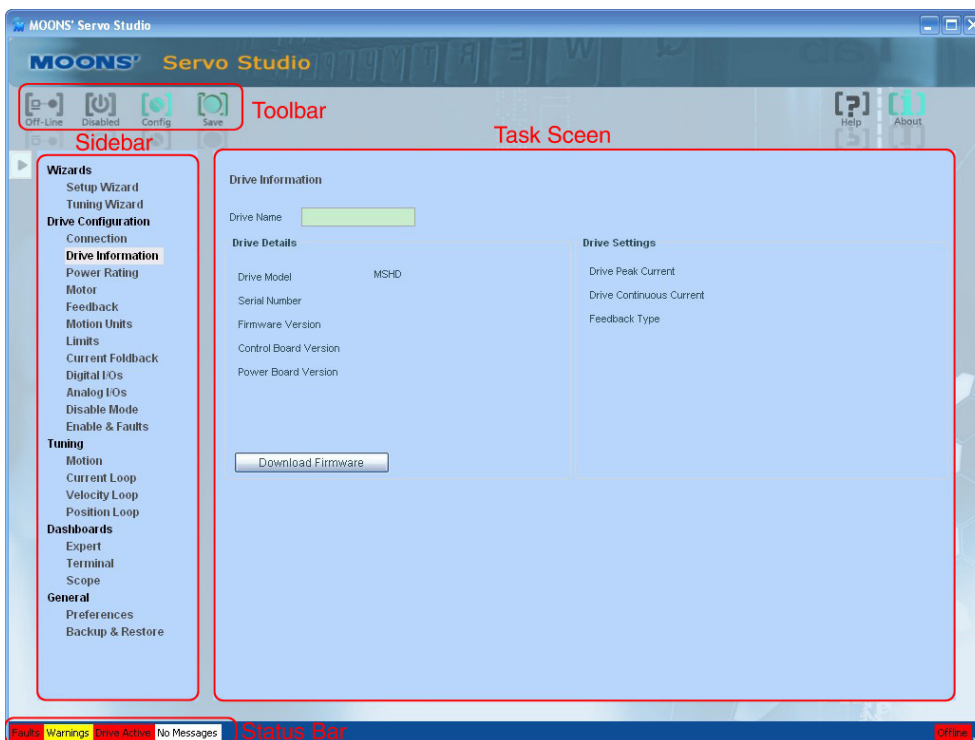 MOONS' Servo Studio
MOONS' Servo Studio
Off-Line Disabled Config Save
Toolbar
Help About
Sidebar
Task Sceen
Wizards
Setup Wizard
Tuning Wizard
Drive Configuration
Connection
Drive Information
Power Rating
Motor
Feedback
Motion Units
Limits
Current Foldback
Digital I/Os
Analog I/Os
Disable Mode
Enable & Faults
Tuning
Motion
Current Loop
Velocity Loop
Position Loop
Dashboards
Expert
Terminal
Scope
General
Preferences
Backup & Restore
Drive Information
Drive Name
Drive Details
Drive Model MSHD
Serial Number
Firmware Version
Control Board Version
Power Board Version
Download Firmware
Drive Settings
Drive Peak Current
Drive Continuous Current
Feedback Type
Faults Warnings Drive Active No Messages
Status Bar
Offline